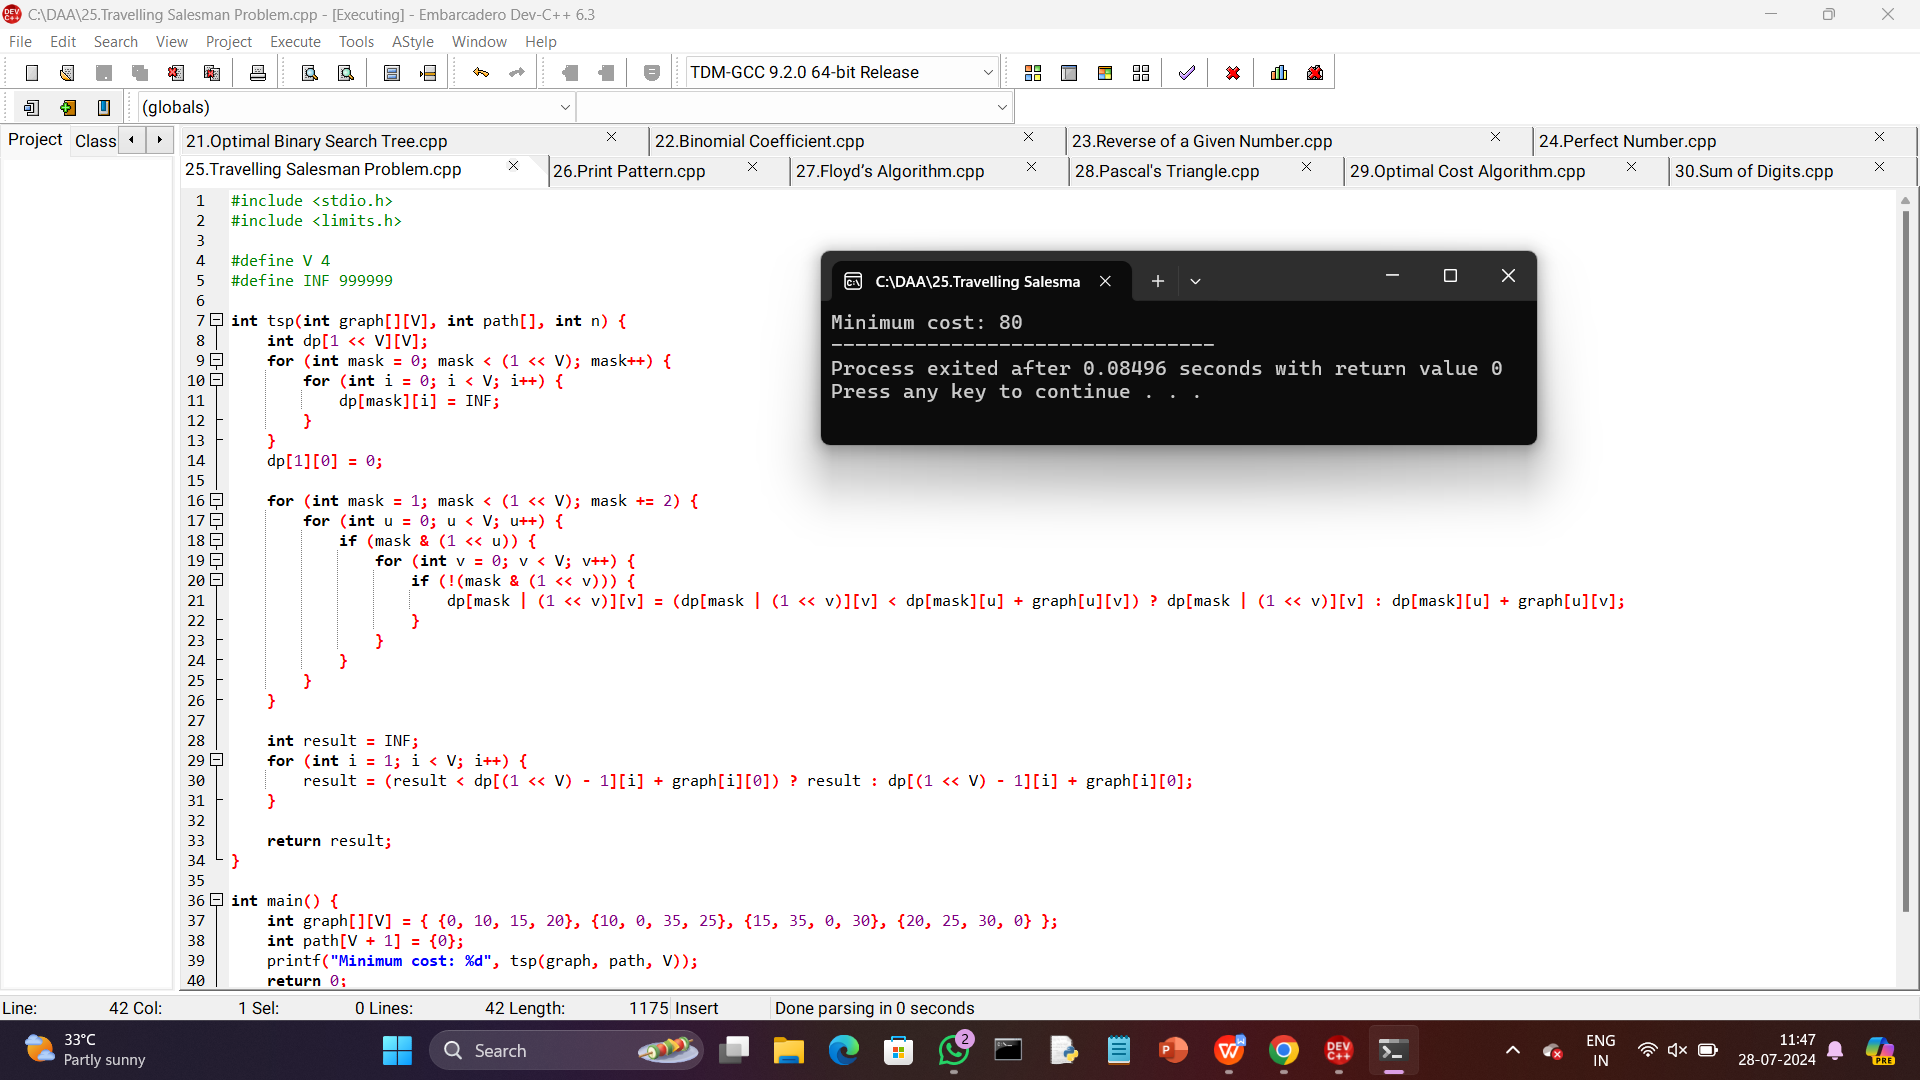 C:\DAA\25.Travelling Salesman Problem.cpp - [Executing] - Embarcadero Dev-C++ 6.3
File Edit Search View Project Execute Tools AStyle Window Help
TDM-GCC 9.2.0 64-bit Release
(globals)
Project Class
21.Optimal Binary Search Tree.cpp 22.Binomial Coefficient.cpp 23.Reverse of a Given Number.cpp 24.Perfect Number.cpp
25.Travelling Salesman Problem.cpp 26.Print Pattern.cpp 27.Floyd’s Algorithm.cpp 28.Pascal's Triangle.cpp 29.Optimal Cost Algorithm.cpp 30.Sum of Digits.cpp
1 #include <stdio.h>
2 #include <limits.h>
3
4 #define V 4
5 #define INF 999999
6
7 int tsp(int graph[][V], int path[], int n) {
8 int dp[1 << V][V];
9 for (int mask = 0; mask < (1 << V); mask++) {
10 for (int i = 0; i < V; i++) {
11 dp[mask][i] = INF;
12 }
13 }
14 dp[1][0] = 0;
15
16 for (int mask = 1; mask < (1 << V); mask += 2) {
17 for (int u = 0; u < V; u++) {
18 if (mask & (1 << u)) {
19 for (int v = 0; v < V; v++) {
20 if (!(mask & (1 << v))) {
21 dp[mask | (1 << v)][v] = (dp[mask | (1 << v)][v] < dp[mask][u] + graph[u][v]) ? dp[mask | (1 << v)][v] : dp[mask][u] + graph[u][v];
22 }
23 }
24 }
25 }
26 }
27
28 int result = INF;
29 for (int i = 1; i < V; i++) {
30 result = (result < dp[(1 << V) - 1][i] + graph[i][0]) ? result : dp[(1 << V) - 1][i] + graph[i][0];
31 }
32
33 return result;
34 }
35
36 int main() {
37 int graph[][V] = { {0, 10, 15, 20}, {10, 0, 35, 25}, {15, 35, 0, 30}, {20, 25, 30, 0} };
38 int path[V + 1] = {0};
39 printf("Minimum cost: %d", tsp(graph, path, V));
40 return 0;
C:\DAA\25.Travelling Salesma
Minimum cost: 80
--------------------------------
Process exited after 0.08496 seconds with return value 0
Press any key to continue . . .
Line: 42 Col: 1 Sel: 0 Lines: 42 Length: 1175 Insert Done parsing in 0 seconds
33°C
Partly sunny
Search
2
DEV C++
ENG
IN
11:47
28-07-2024
PRE